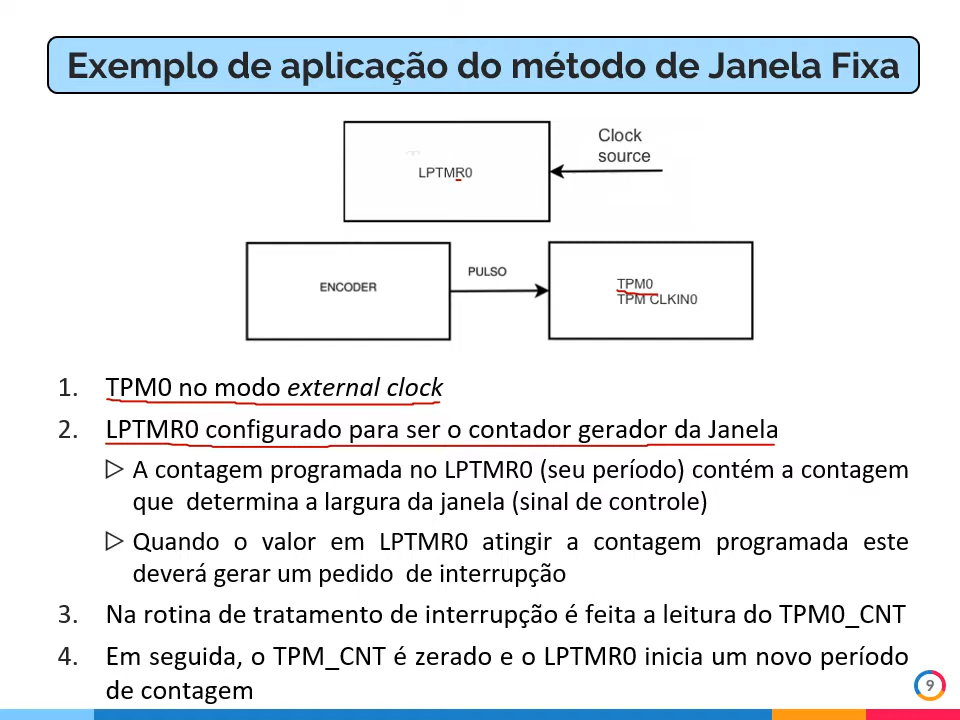 Exemplo de aplicação do método de Janela Fixa
Clock
source
LPTMR0
PULSO
ENCODER
TPM0
TPM CLKIN0
1. TPM0 no modo external clock
2. LPTMR0 configurado para ser o contador gerador da Janela
▷ A contagem programada no LPTMR0 (seu período) contém a contagem
que determina a largura da janela (sinal de controle)
▷ Quando o valor em LPTMR0 atingir a contagem programada este
deverá gerar um pedido de interrupção
3. Na rotina de tratamento de interrupção é feita a leitura do TPM0_CNT
4. Em seguida, o TPM_CNT é zerado e o LPTMR0 inicia um novo período
de contagem
9